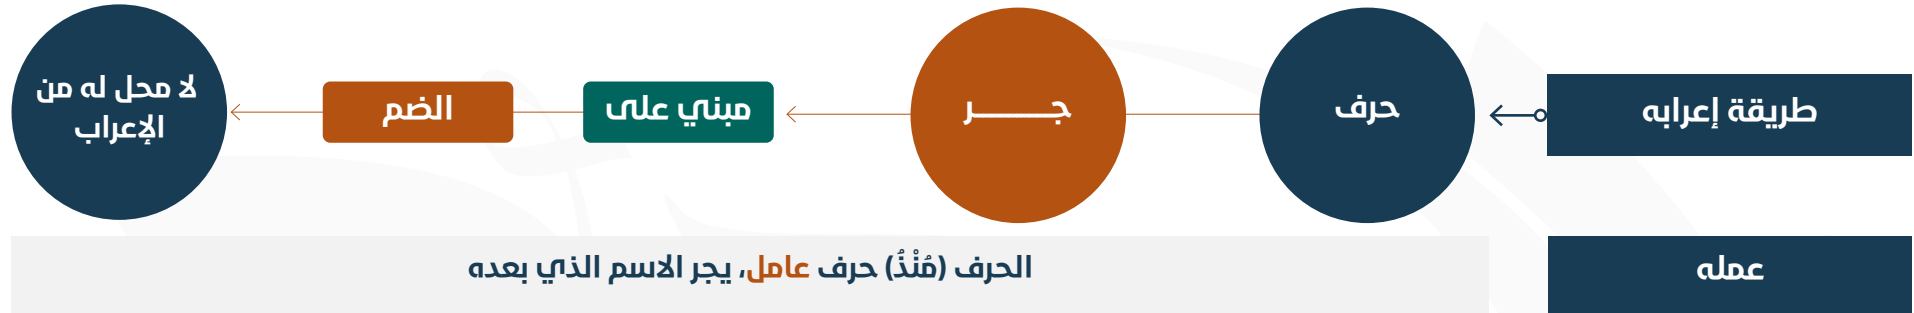 طريقة إعرابه
حرف
جـــــــر
مبني على
الضم
لا محل له من
الإعراب
عمله
الحرف (مُنْذُ) حرف عامل، يجر الاسم الذي بعده